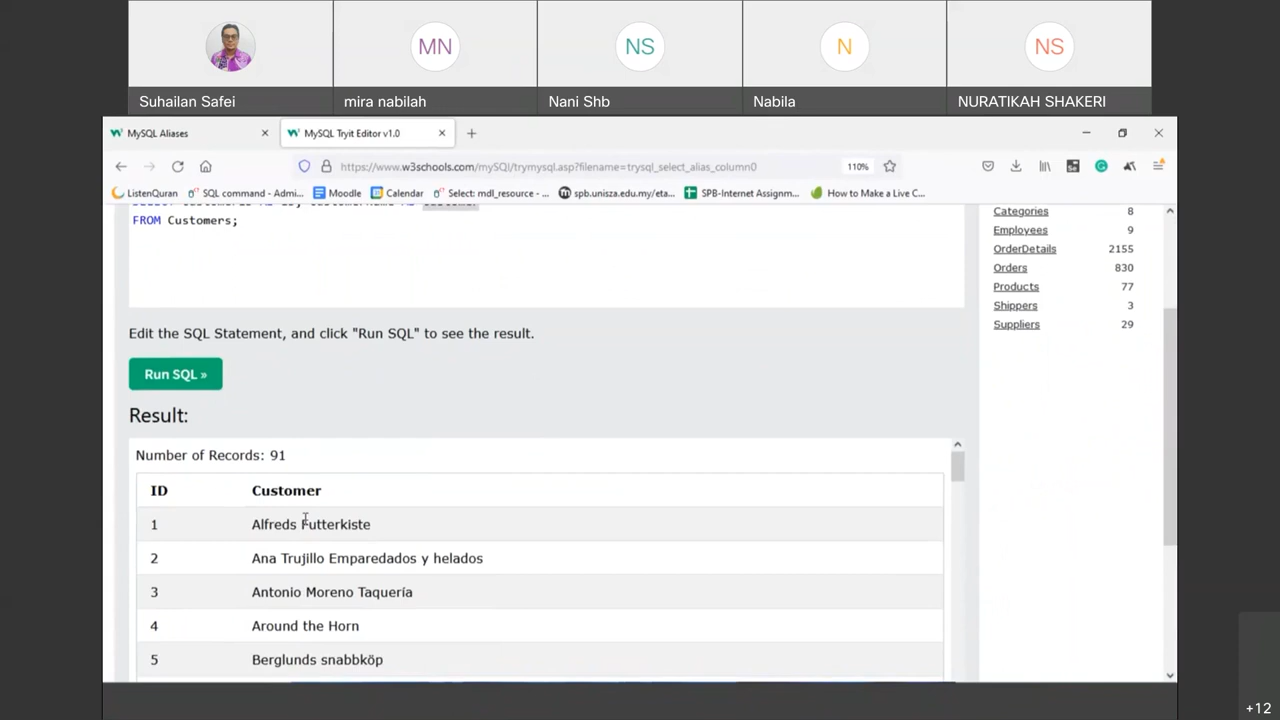 MN
NS
N
NS
Suhailan Safei
mira nabilah
Nani Shb
Nabila
NURATIKAH SHAKERI
MySQL Aliases
MySQL Tryit Editor v1.0
https://www.w3schools.com/mySQl/trymysql.asp?filename=trysql_select_alias_column0
110%
ListenQuran
SQL command - Admi...
Moodle
Calendar
Select: mdl_resource - ...
spb.unisza.edu.my/eta...
SPB-Internet Assignm...
How to Make a Live C...
FROM Customers;
Categories 8
Employees 9
OrderDetails 2155
Orders 830
Products 77
Shippers 3
Suppliers 29
Edit the SQL Statement, and click "Run SQL" to see the result.
Run SQL »
Result:
Number of Records: 91
ID Customer
1 Alfreds Futterkiste
2 Ana Trujillo Emparedados y helados
3 Antonio Moreno Taquería
4 Around the Horn
5 Berglunds snabbköp
+12